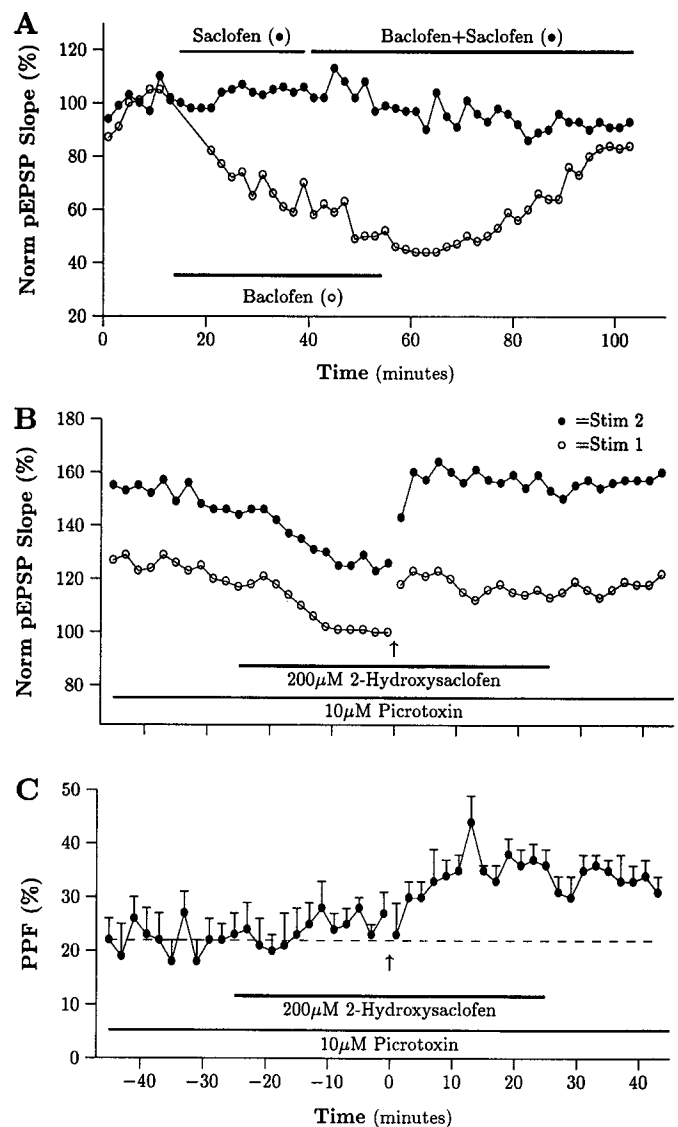 A
Saclofen (●)
Baclofen+Saclofen (●)
Norm pEPSP Slope (%)
120
100
80
60
40
20
Baclofen (○)
0
20
40
60
80
100
Time (minutes)
B
Norm pEPSP Slope (%)
180
160
140
120
100
80
● =Stim 2
○ =Stim 1
↑
200μM 2-Hydroxysaclofen
10μM Picrotoxin
C
PPF (%)
50
40
30
20
10
0
↑
200μM 2-Hydroxysaclofen
10μM Picrotoxin
−40
−30
−20
−10
0
10
20
30
40
Time (minutes)